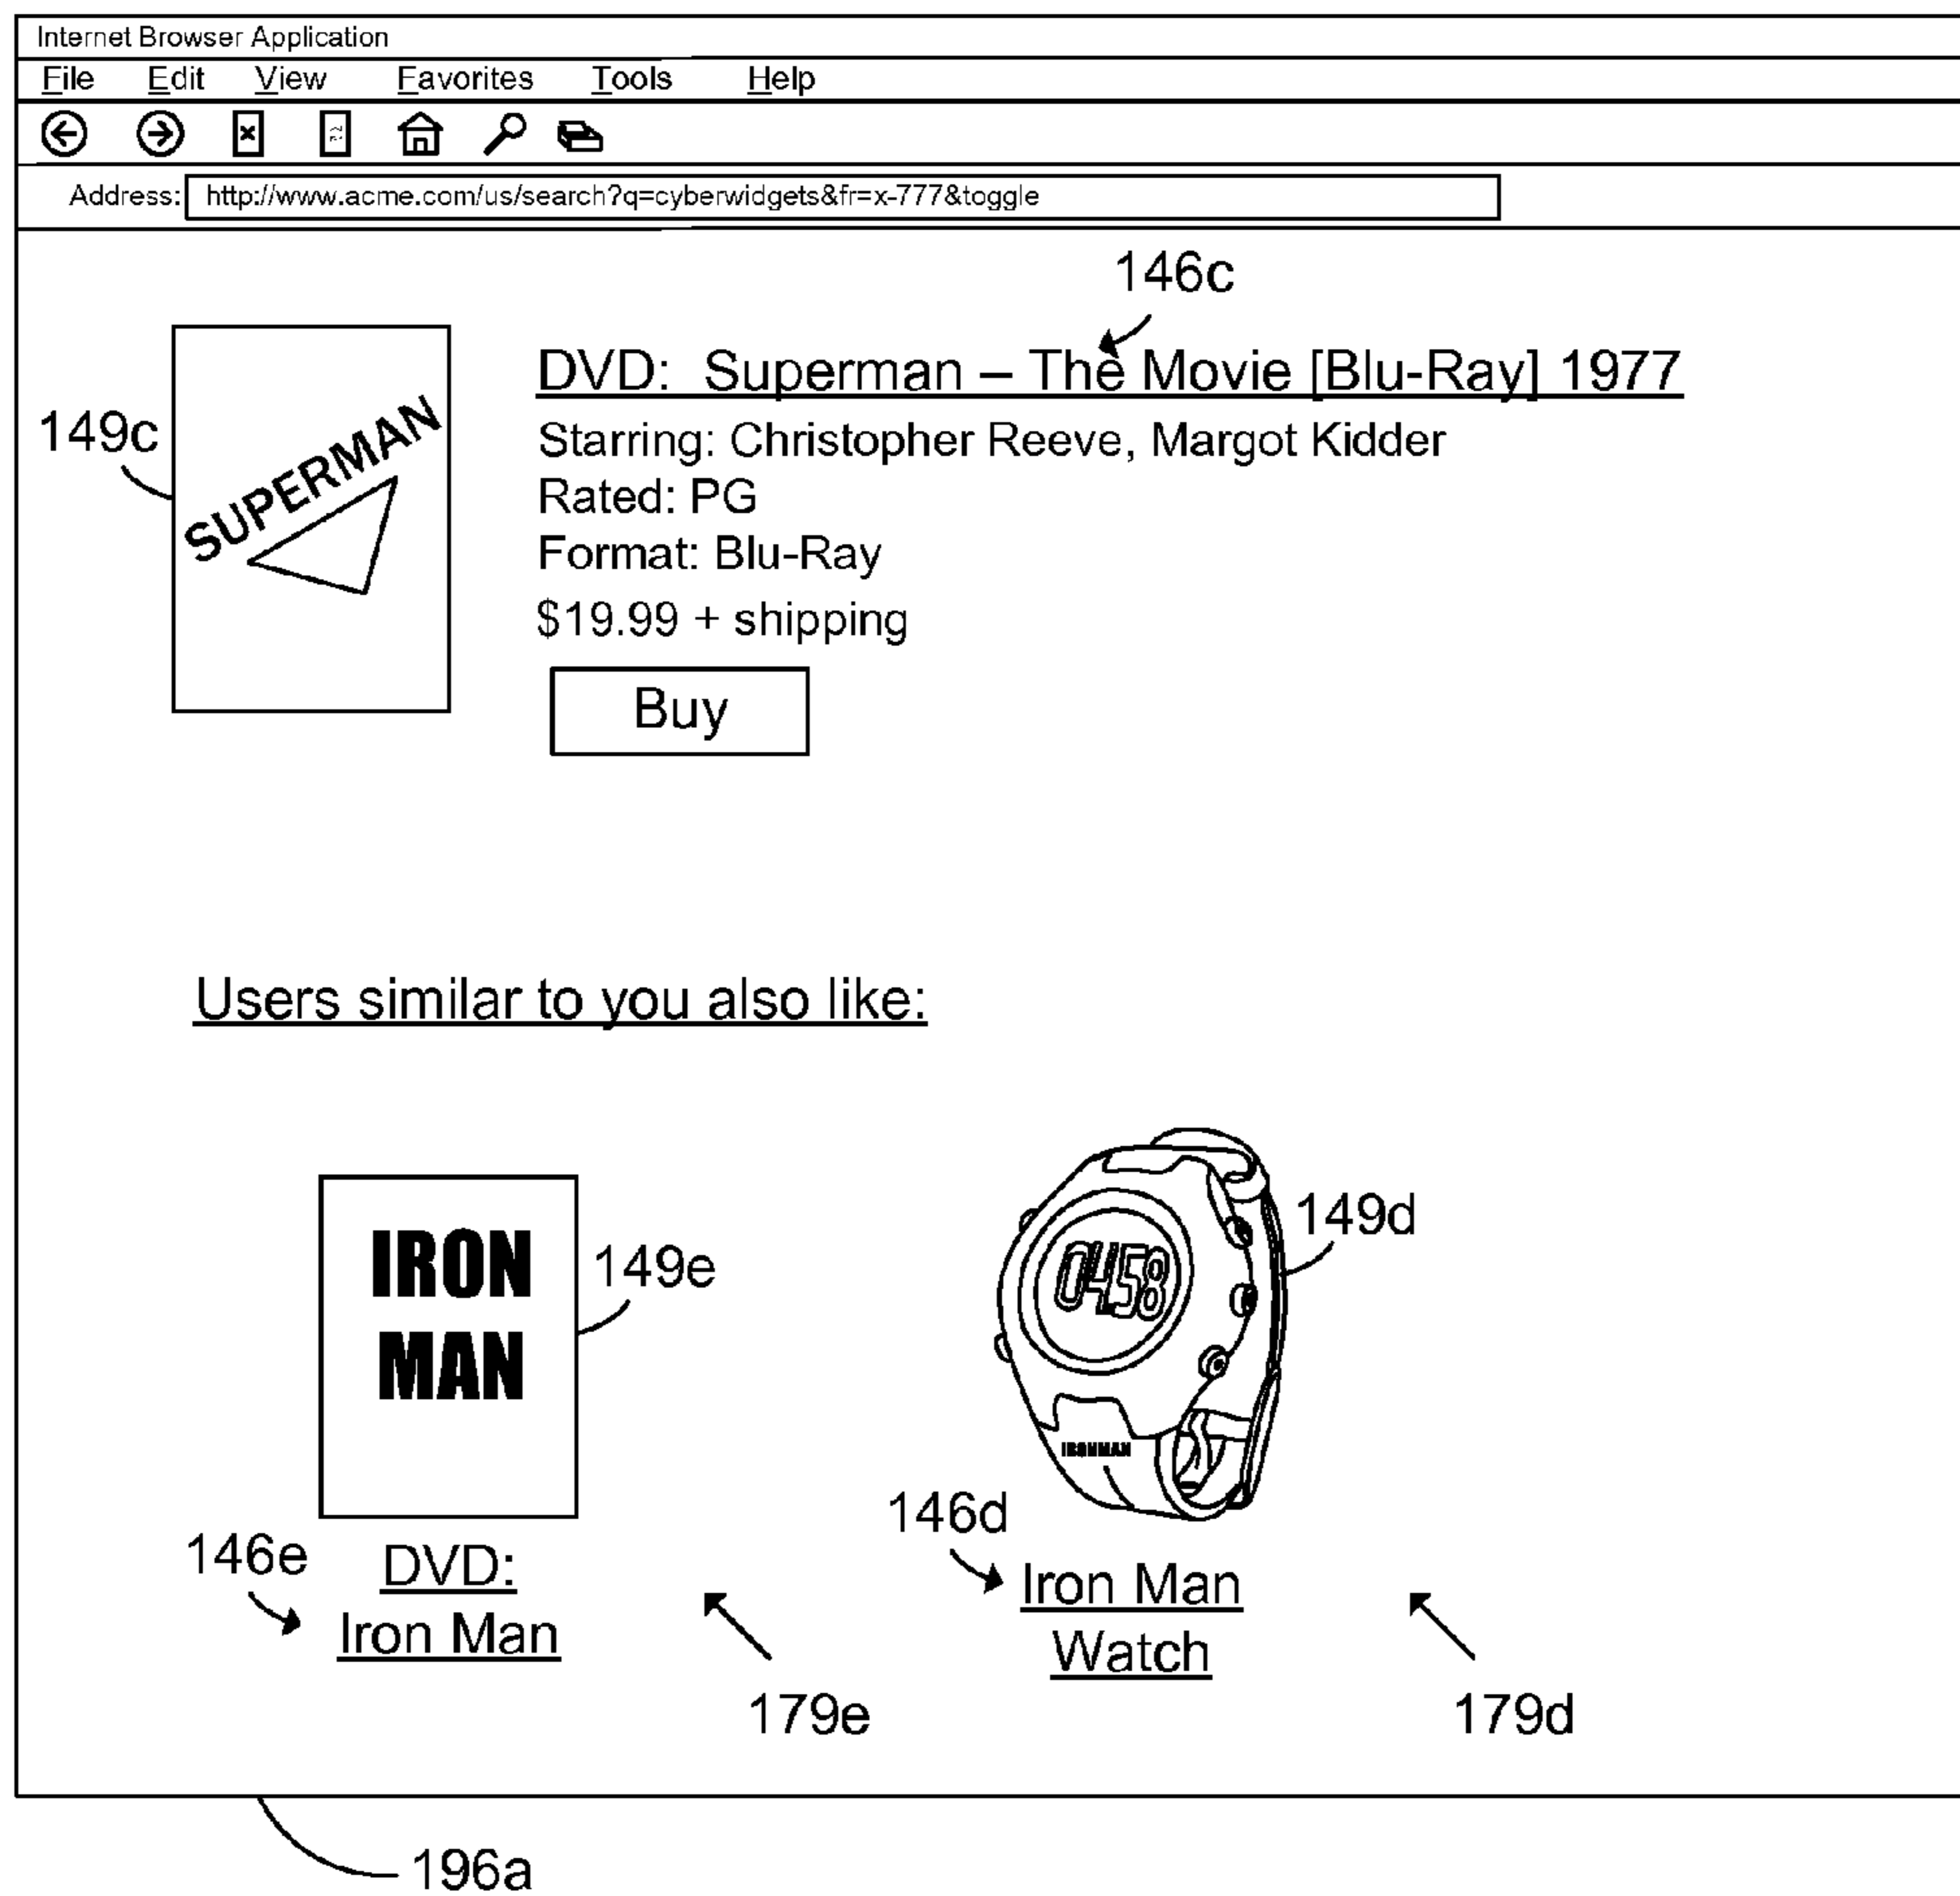 Internet Browser Application
File Edit View Favorites Tools Help
Address: http://www.acme.com/us/search?q=cyberwidgets&fr=x-777&toggle
146c
149c
SUPERMAN
DVD: Superman – The Movie [Blu-Ray] 1977
Starring: Christopher Reeve, Margot Kidder
Rated: PG
Format: Blu-Ray
$19.99 + shipping
Buy
Users similar to you also like:
IRON
MAN
149e
146e
DVD:
Iron Man
179e
0458
IRONMAN
149d
146d
Iron Man
Watch
179d
196a